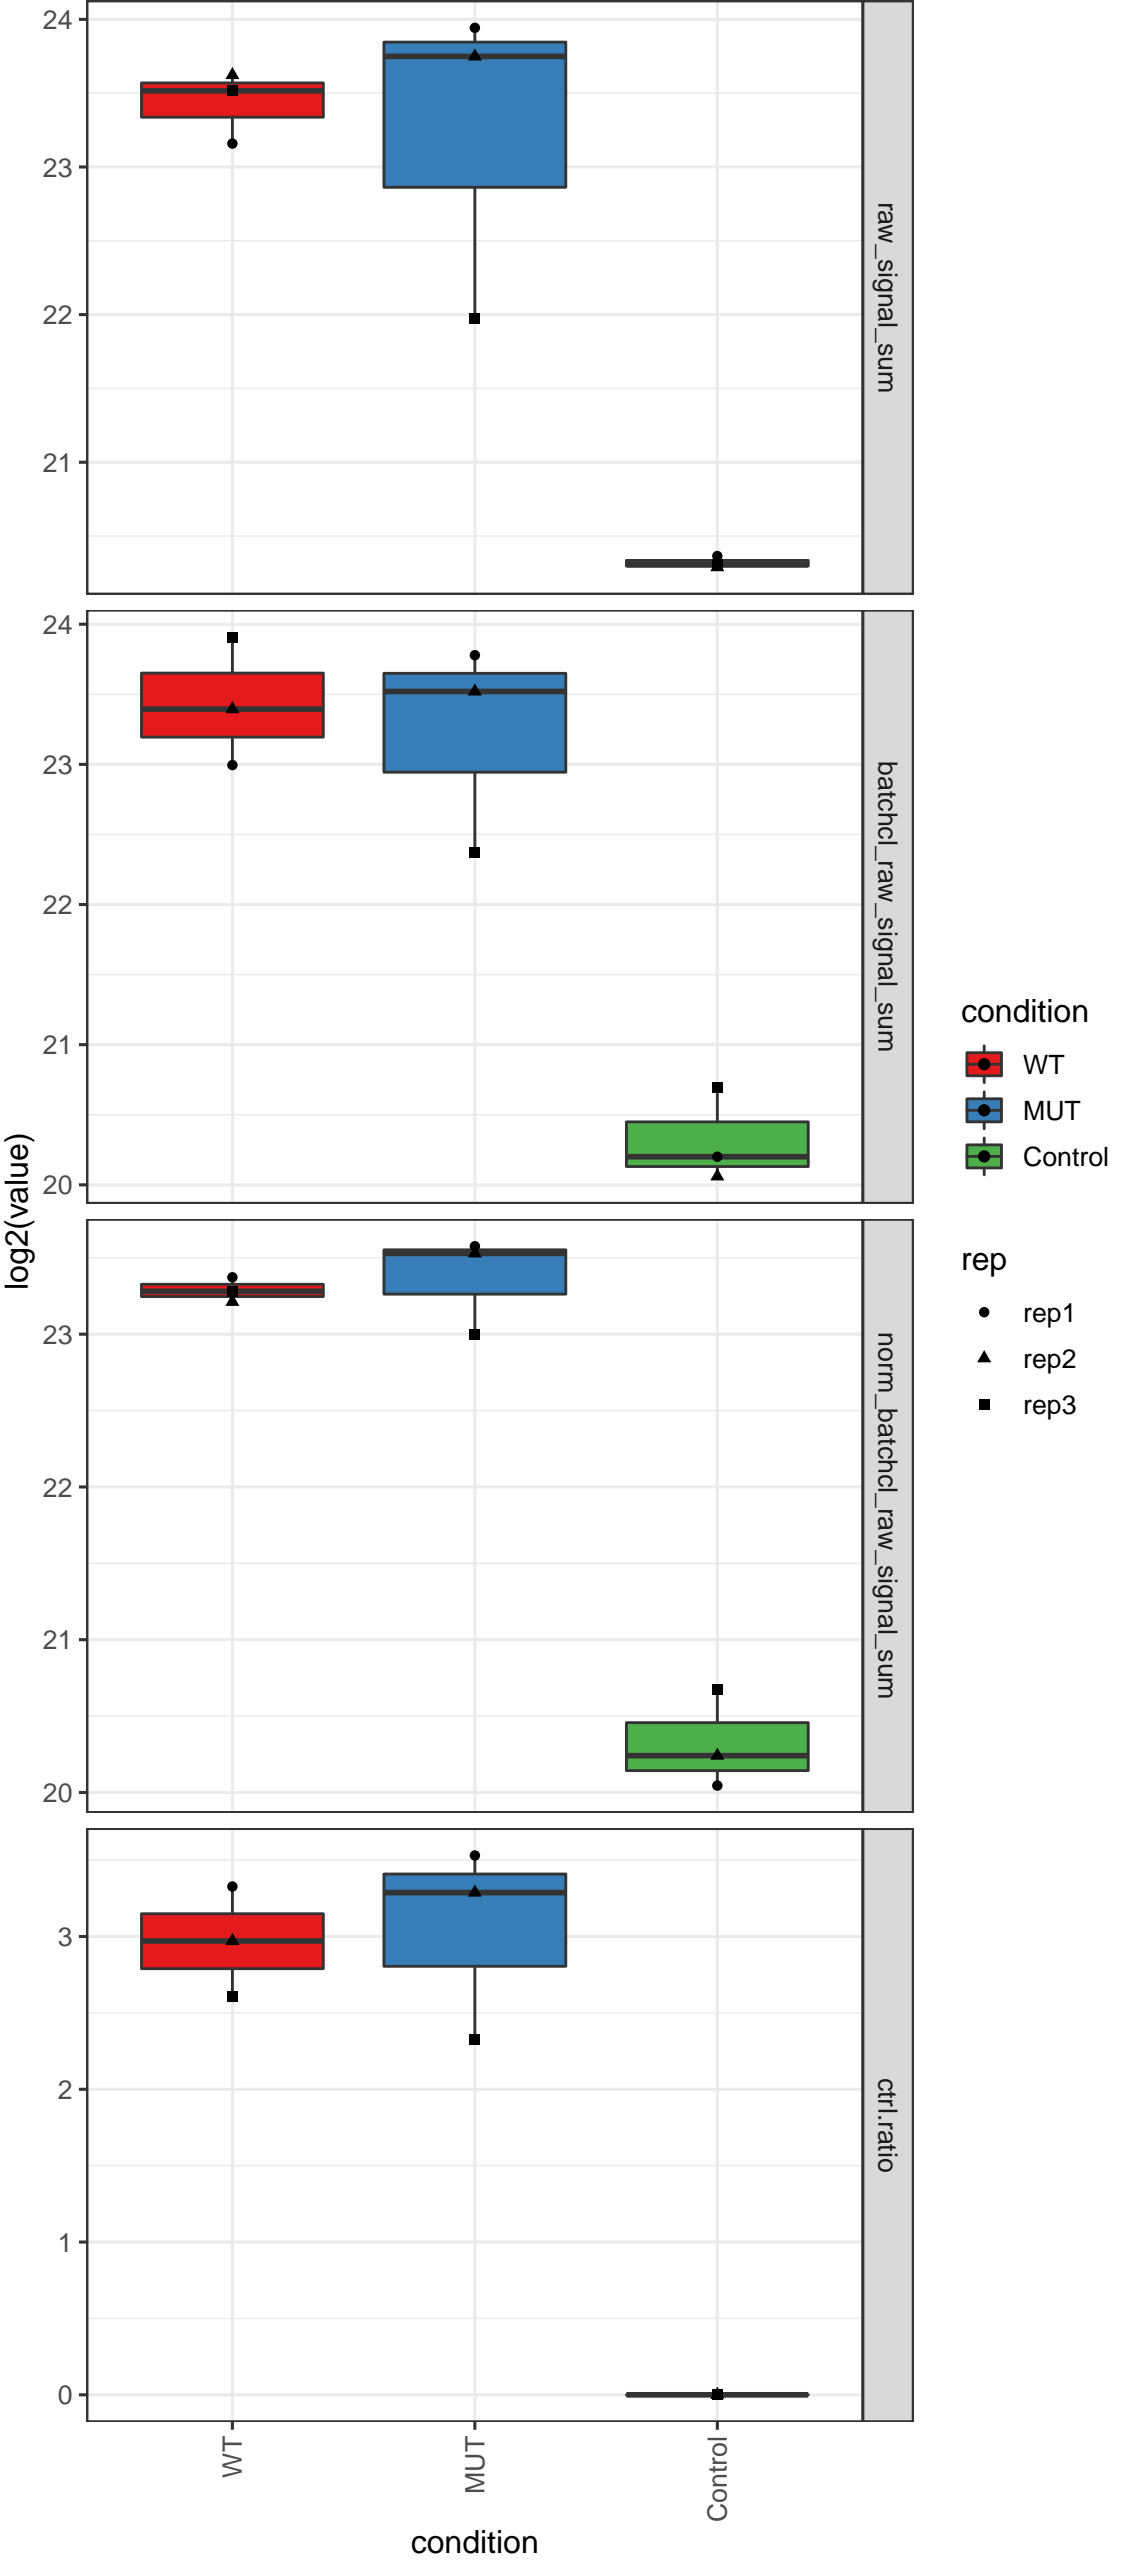 log2(value)
24
23
22
21
raw_signal_sum
24
23
22
21
20
batchcl_raw_signal_sum
23
22
21
20
norm_batchcl_raw_signal_sum
3
2
1
0
ctrl.ratio
WT
MUT
Control
condition
condition
WT
MUT
Control
rep
rep1
rep2
rep3